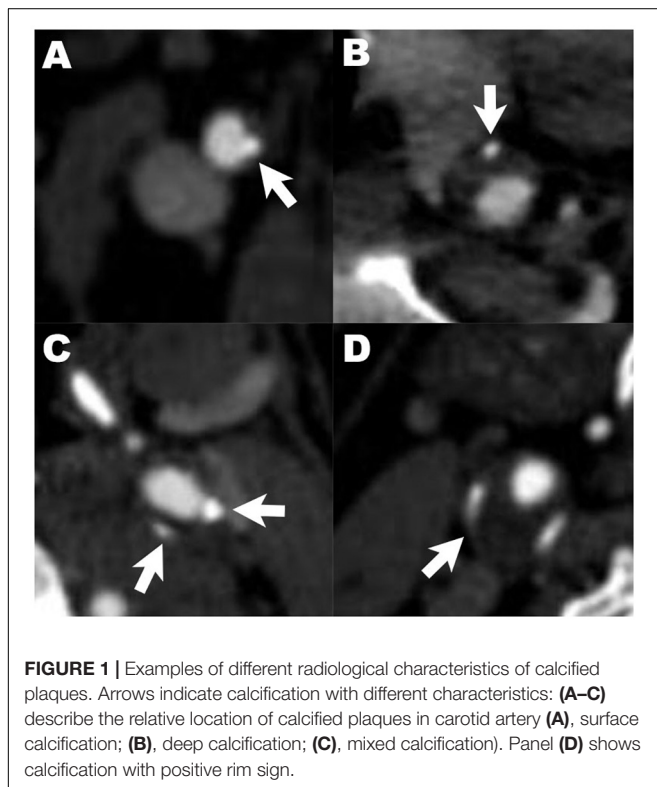 A
B
C
D
FIGURE 1 | Examples of different radiological characteristics of calcified
plaques. Arrows indicate calcification with different characteristics: (A–C)
describe the relative location of calcified plaques in carotid artery (A), surface
calcification; (B), deep calcification; (C), mixed calcification). Panel (D) shows
calcification with positive rim sign.